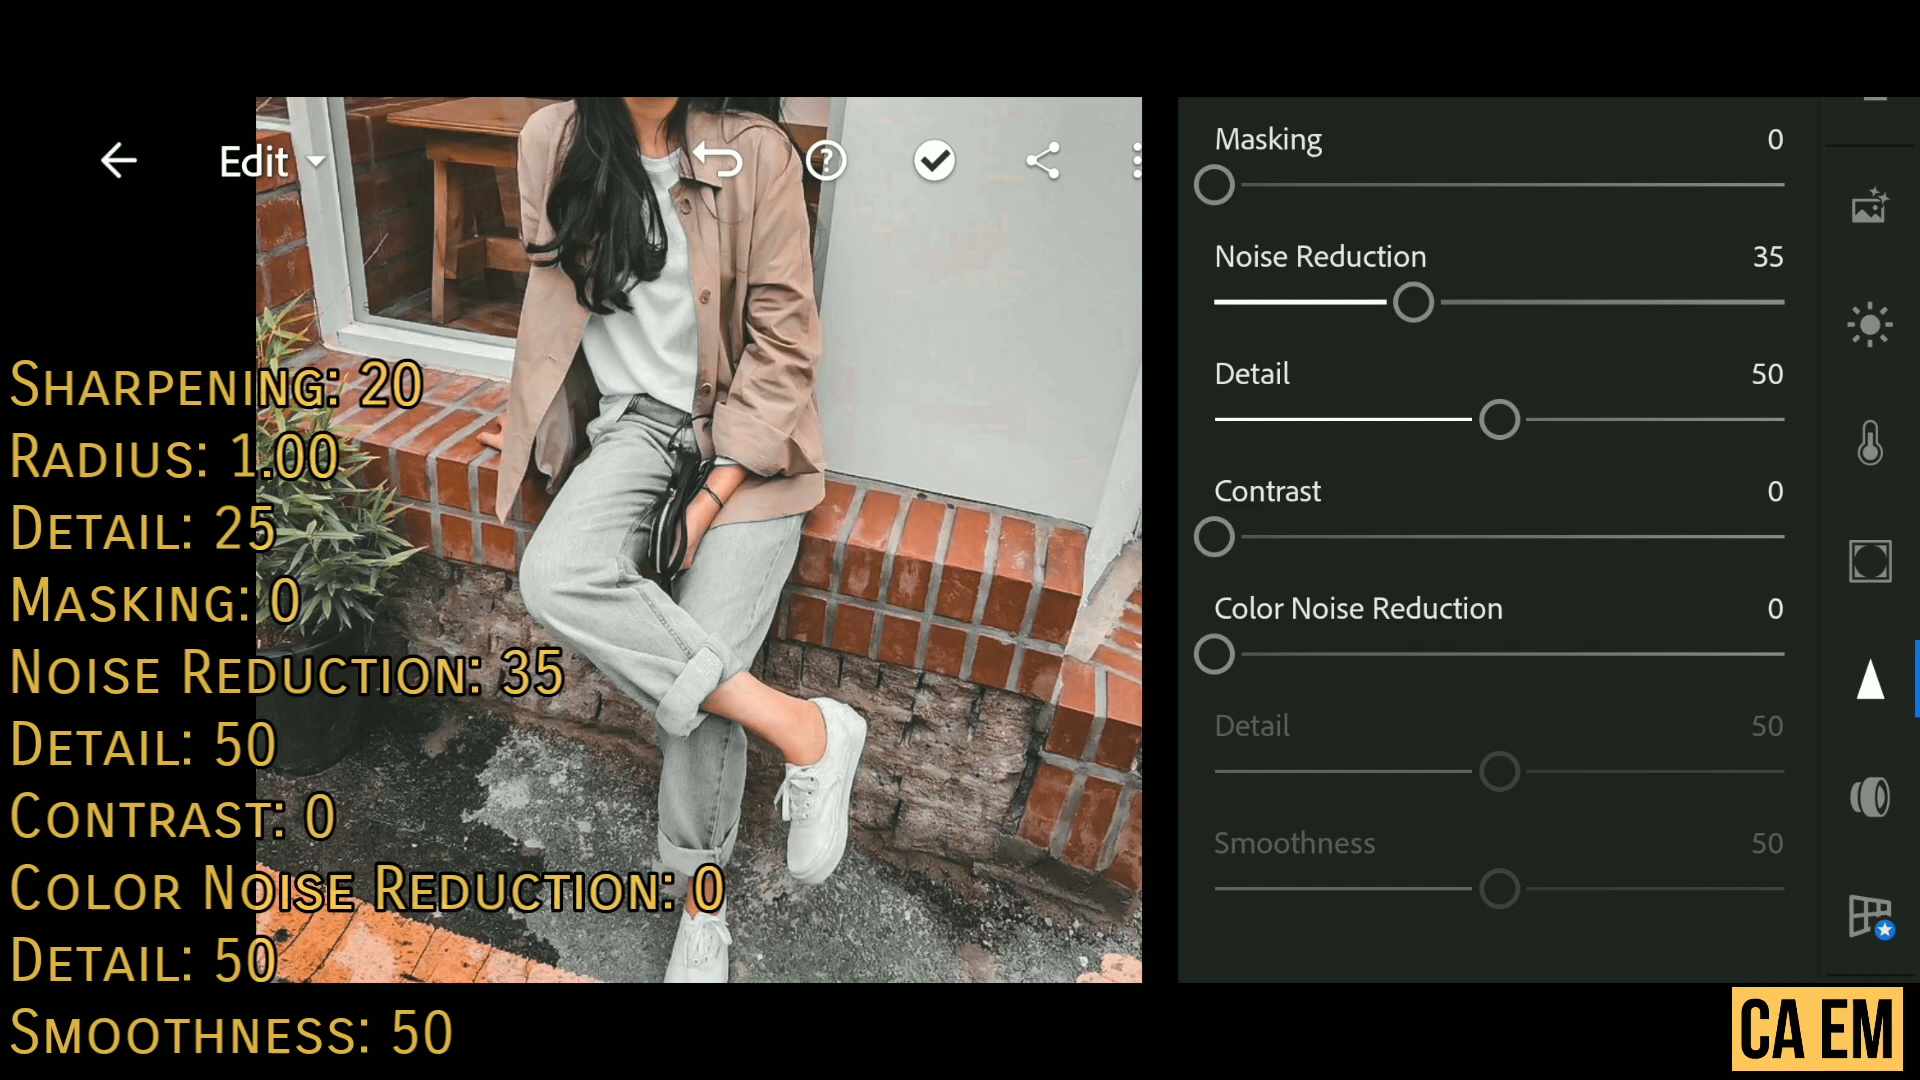 Edit
Sharpening: 20
Radius: 1.00
Detail: 25
Masking: 0
Noise Reduction: 35
Detail: 50
Contrast: 0
Color Noise Reduction: 0
Detail: 50
Smoothness: 50
Masking 0
Noise Reduction 35
Detail 50
Contrast 0
Color Noise Reduction 0
Detail 50
Smoothness 50
CA EM